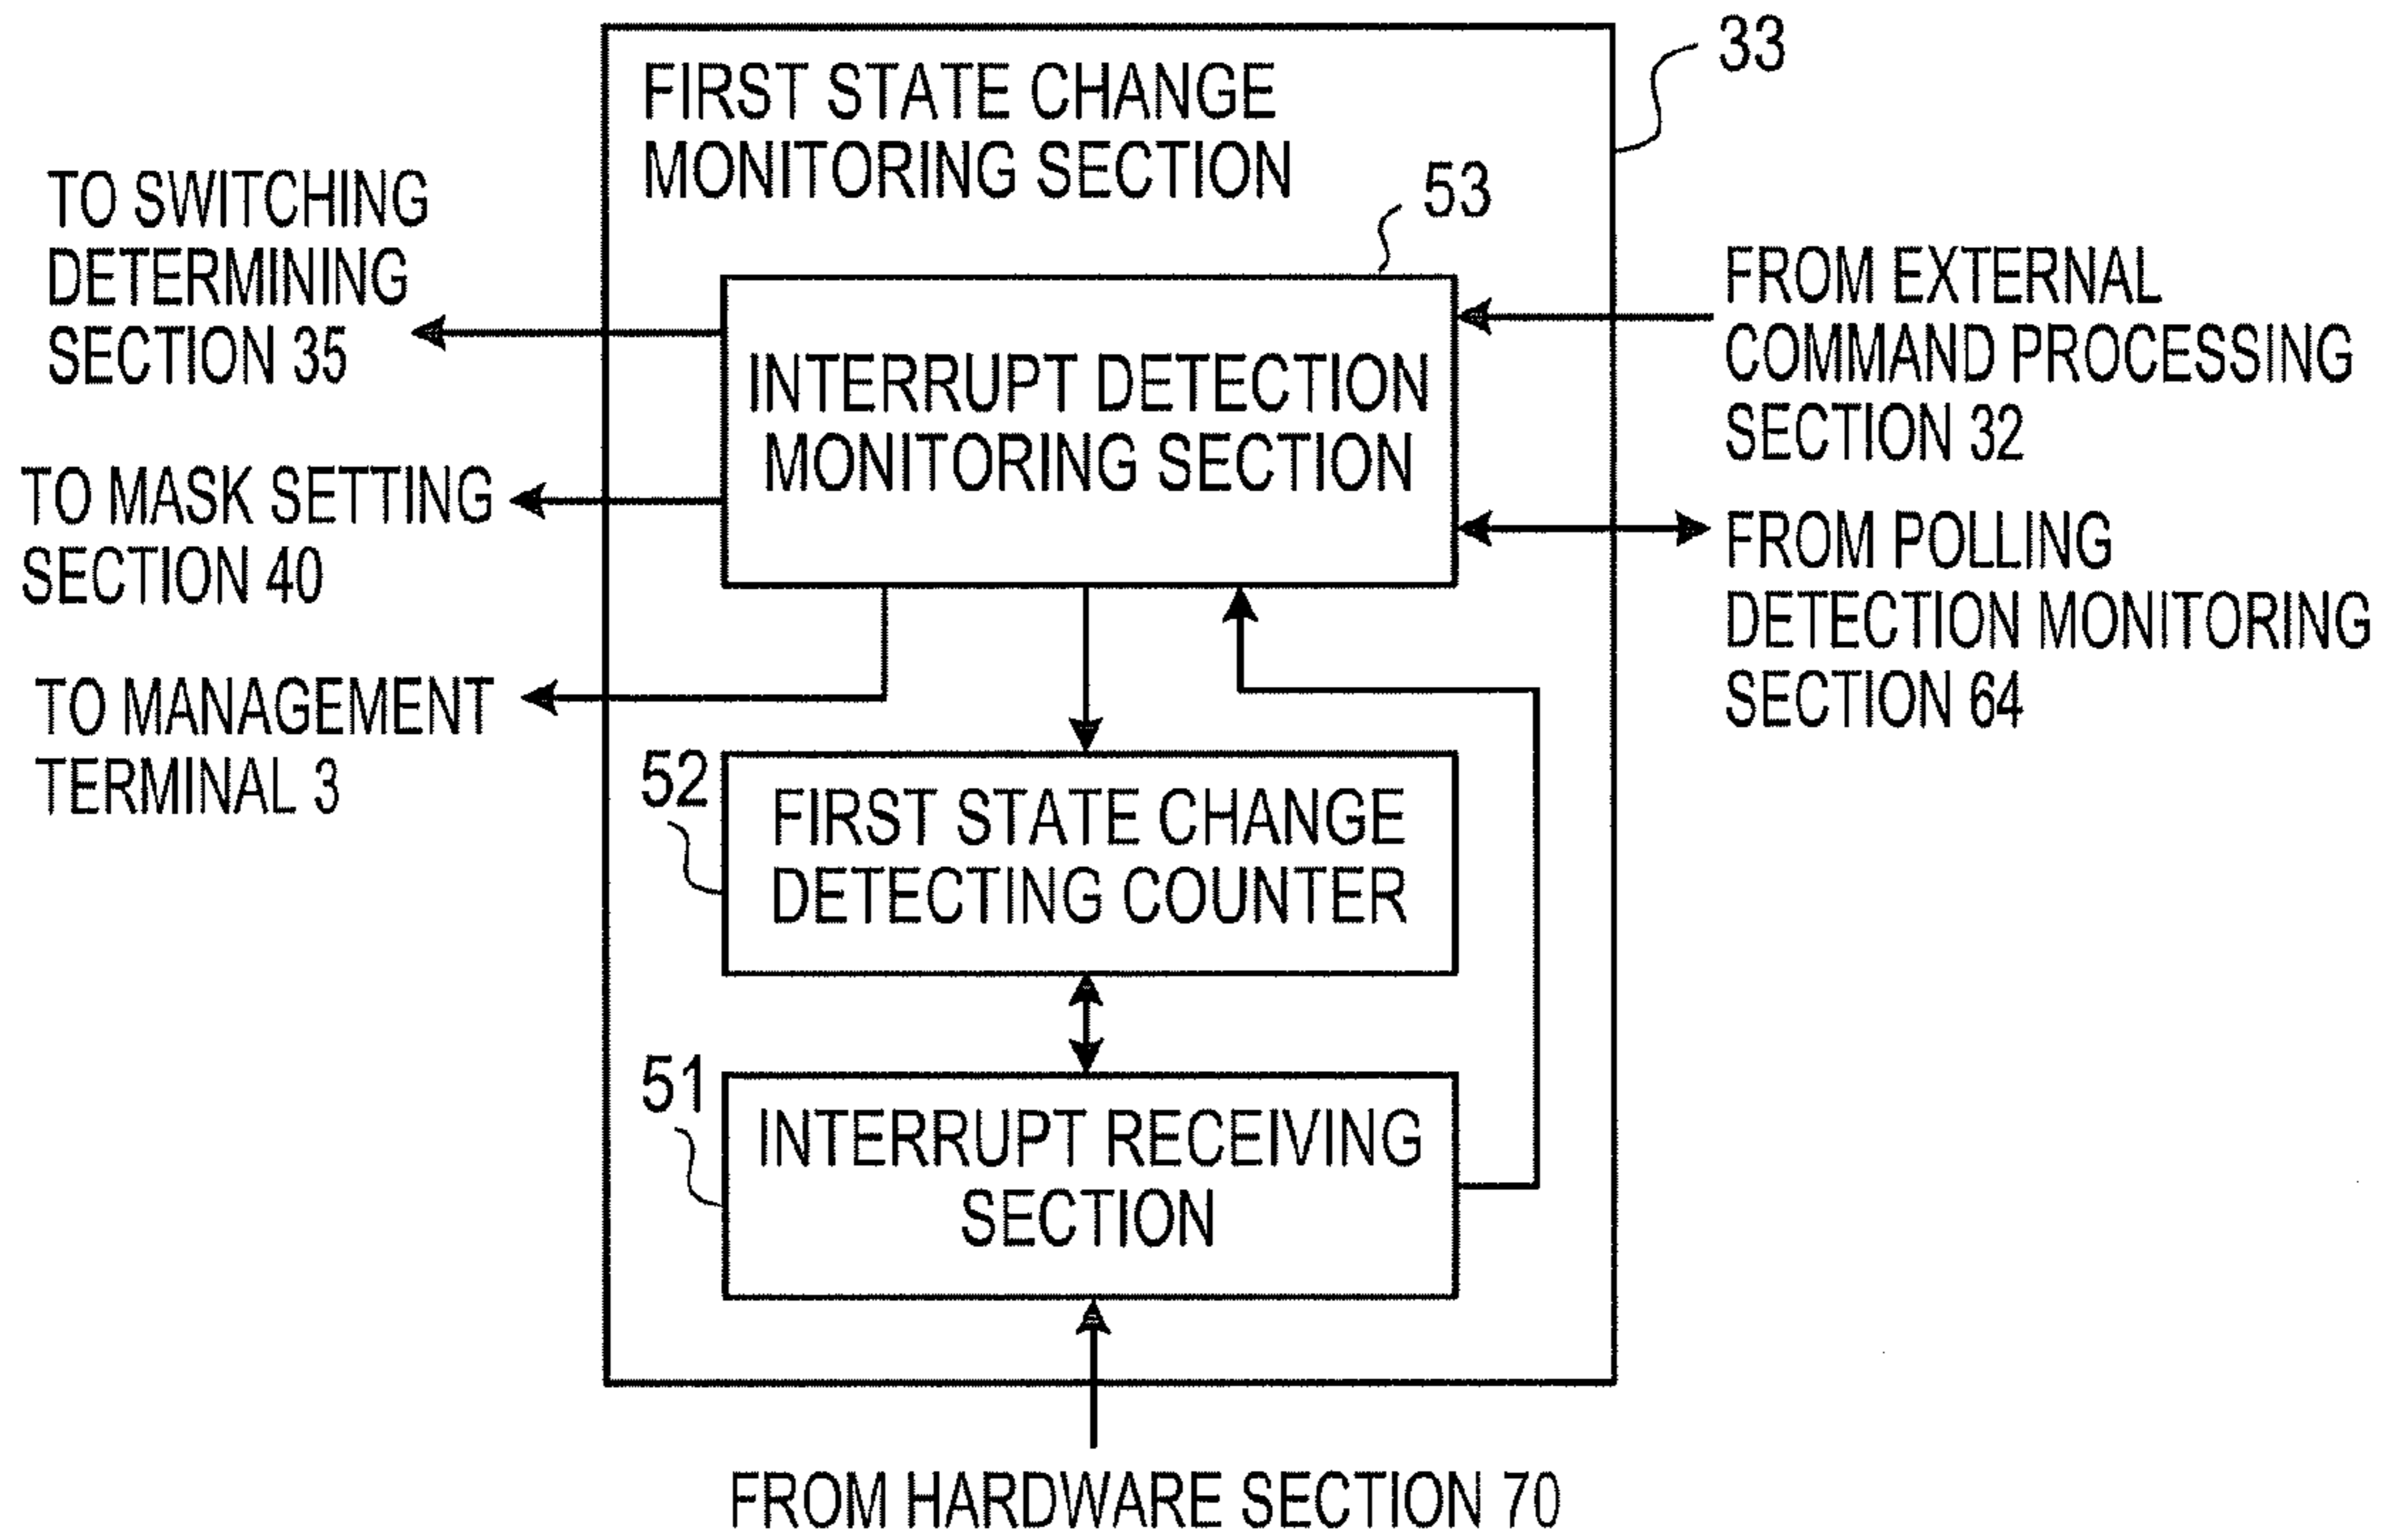 33
FIRST STATE CHANGE
MONITORING SECTION
53
TO SWITCHING
DETERMINING
SECTION 35
FROM EXTERNAL
COMMAND PROCESSING
SECTION 32
INTERRUPT DETECTION
MONITORING SECTION
TO MASK SETTING
SECTION 40
FROM POLLING
DETECTION MONITORING
SECTION 64
TO MANAGEMENT
TERMINAL 3
52
FIRST STATE CHANGE
DETECTING COUNTER
51
INTERRUPT RECEIVING
SECTION
FROM HARDWARE SECTION 70